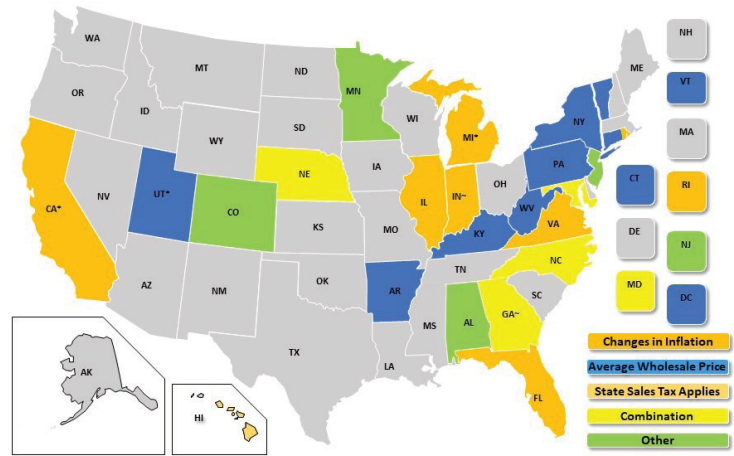 WA
MT
ND
MN
OR
ID
WY
SD
WI
MI*
ME
NH
VT
NY
MA
CA*
NV
UT*
CO
NE
IA
IL
IN~
OH
PA
CT
RI
KS
MO
KY
WV
VA
DE
NJ
AZ
NM
OK
AR
TN
NC
MD
DC
TX
LA
MS
AL
GA~
SC
FL
AK
HI
Changes in Inflation
Average Wholesale Price
State Sales Tax Applies
Combination
Other